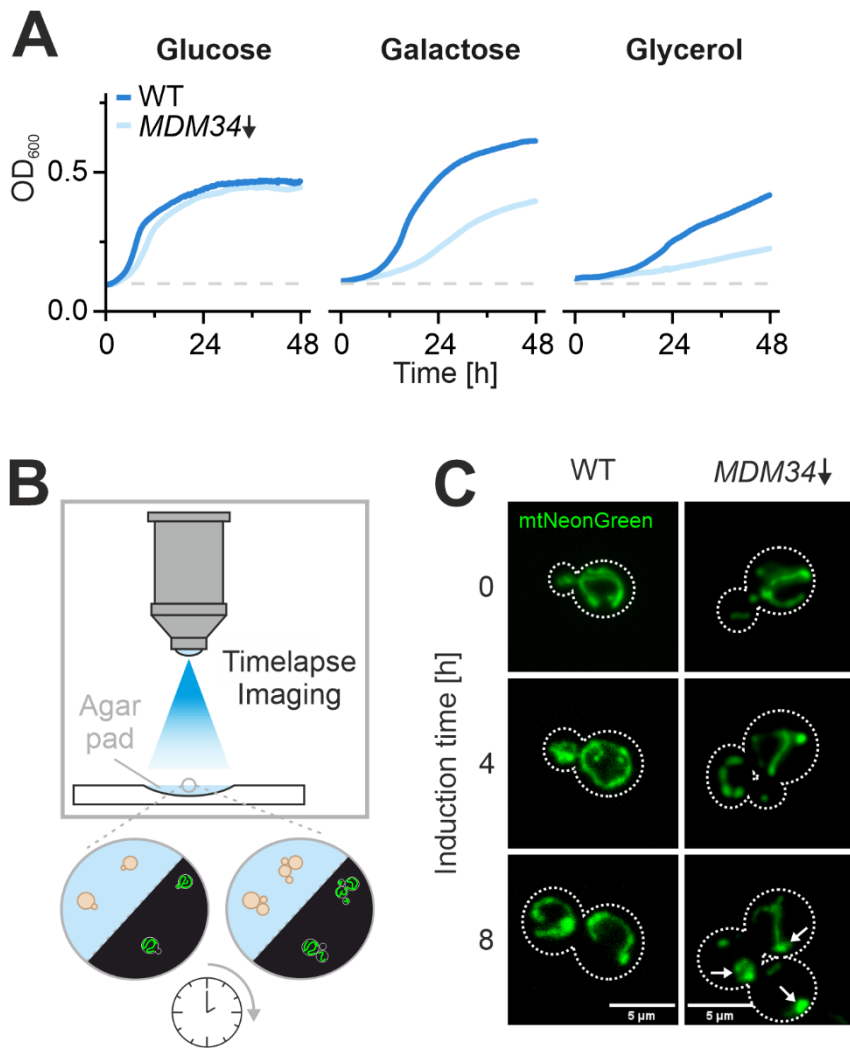 A
Glucose
Galactose
Glycerol
WT
MDM34↓
OD600
0.5
0.0
0 24 48
0 24 48
0 24 48
Time [h]
B
Timelapse
Imaging
Agar
pad
C
WT
MDM34↓
Induction time [h]
mtNeonGreen
0
4
8
5 µm
5 µm